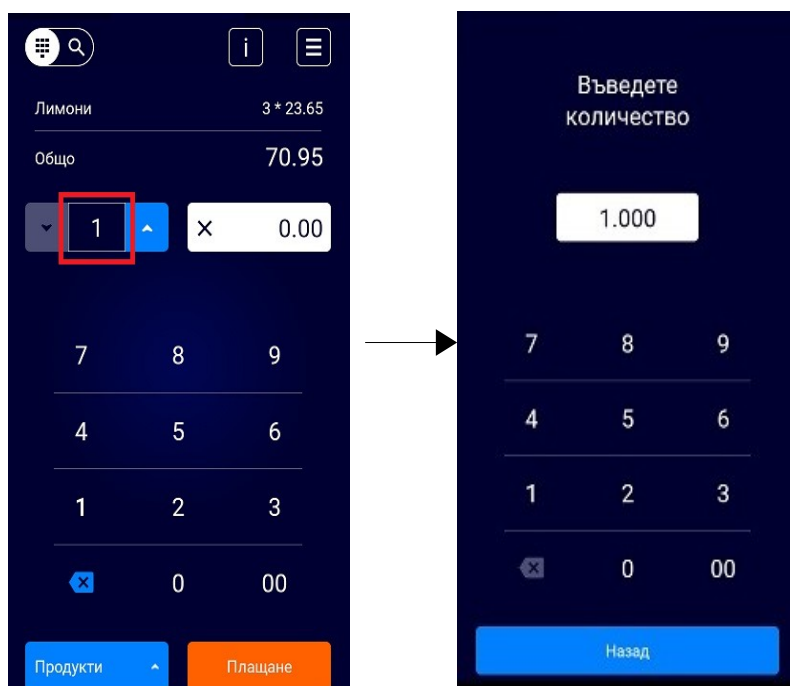 i
Лимони 3 * 23.65
Общо 70.95
1 × 0.00
7 8 9
4 5 6
1 2 3
0 00
Продукти Плащане
Въведете
количество
1.000
7 8 9
4 5 6
1 2 3
0 00
Назад